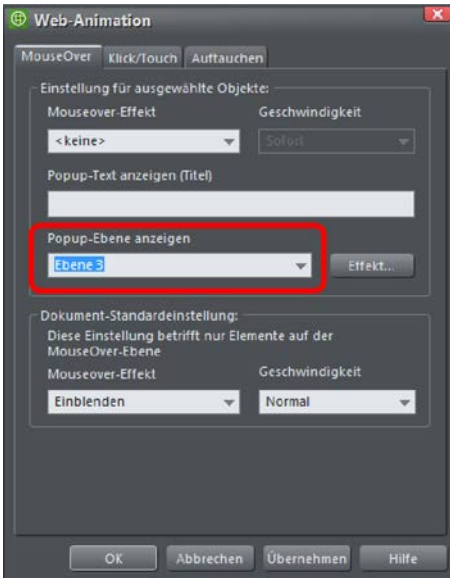 Web-Animation
MouseOver Klick/Touch Auftauchen
Einstellung für ausgewählte Objekte:
Mouseover-Effekt Geschwindigkeit
<keine> Sofort
Popup-Text anzeigen (Titel)
Popup-Ebene anzeigen
Ebene 3 Effekt...
Dokument-Standardeinstellung:
Diese Einstellung betrifft nur Elemente auf der
MouseOver-Ebene
Mouseover-Effekt Geschwindigkeit
Einblenden Normal
OK Abbrechen Übernehmen Hilfe